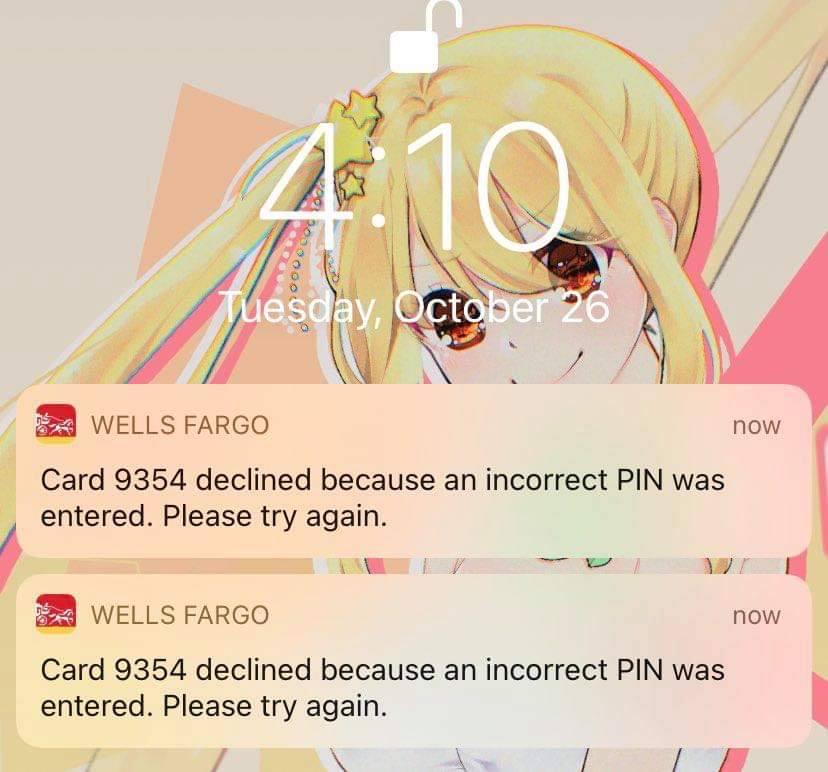 4:10
Tuesday, October 26
WELLS FARGO now
Card 9354 declined because an incorrect PIN was
entered. Please try again.
WELLS FARGO now
Card 9354 declined because an incorrect PIN was
entered. Please try again.